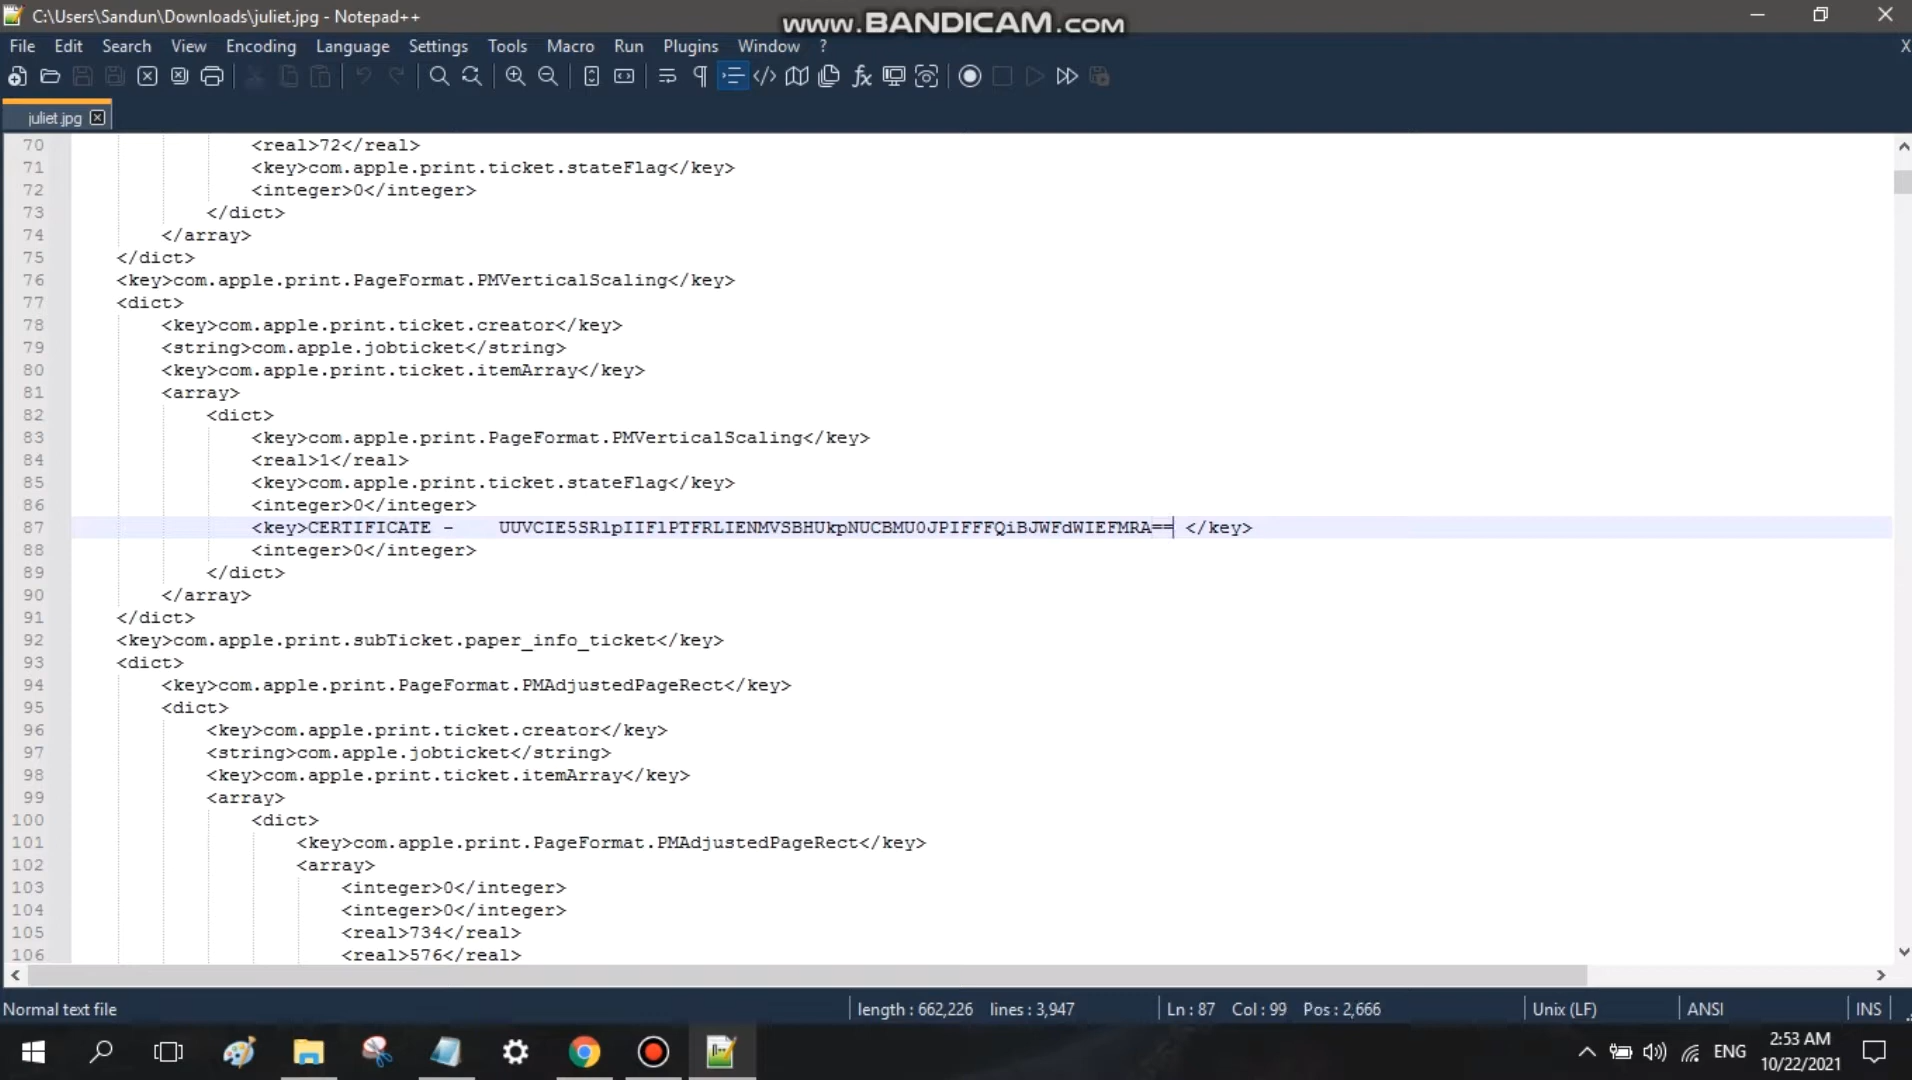 C:\Users\Sandun\Downloads\juliet.jpg - Notepad++
www.BANDICAM.com
File Edit Search View Encoding Language Settings Tools Macro Run Plugins Window ?
X
juliet.jpg
70 <real>72</real>
71 <key>com.apple.print.ticket.stateFlag</key>
72 <integer>0</integer>
73 </dict>
74 </array>
75 </dict>
76 <key>com.apple.print.PageFormat.PMVerticalScaling</key>
77 <dict>
78 <key>com.apple.print.ticket.creator</key>
79 <string>com.apple.jobticket</string>
80 <key>com.apple.print.ticket.itemArray</key>
81 <array>
82 <dict>
83 <key>com.apple.print.PageFormat.PMVerticalScaling</key>
84 <real>1</real>
85 <key>com.apple.print.ticket.stateFlag</key>
86 <integer>0</integer>
87 <key>CERTIFICATE - UUVCIE5SRlpIIFlPTFRLIENMVSBHUkpNUCBMU0JPIFFFQiBJWFdWIEFMRA== </key>
88 <integer>0</integer>
89 </dict>
90 </array>
91 </dict>
92 <key>com.apple.print.subTicket.paper_info_ticket</key>
93 <dict>
94 <key>com.apple.print.PageFormat.PMAdjustedPageRect</key>
95 <dict>
96 <key>com.apple.print.ticket.creator</key>
97 <string>com.apple.jobticket</string>
98 <key>com.apple.print.ticket.itemArray</key>
99 <array>
100 <dict>
101 <key>com.apple.print.PageFormat.PMAdjustedPageRect</key>
102 <array>
103 <integer>0</integer>
104 <integer>0</integer>
105 <real>734</real>
106 <real>576</real>
Normal text file length : 662,226 lines : 3,947 Ln : 87 Col : 99 Pos : 2,666 Unix (LF) ANSI INS
ENG
2:53 AM
10/22/2021